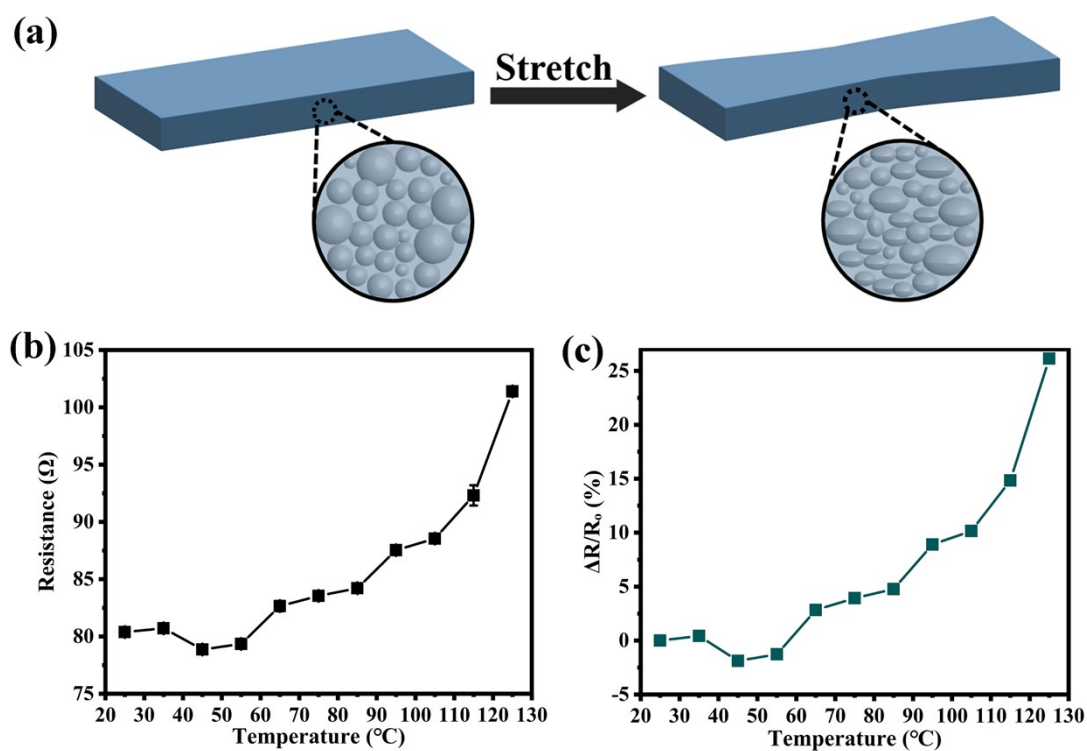 (a)
Stretch
(b)
105
100
95
90
85
80
75
Resistance (Ω)
20 30 40 50 60 70 80 90 100 110 120 130
Temperature (℃)
(c)
25
20
15
10
5
0
-5
ΔR/R₀ (%)
20 30 40 50 60 70 80 90 100 110 120 130
Temperature (℃)